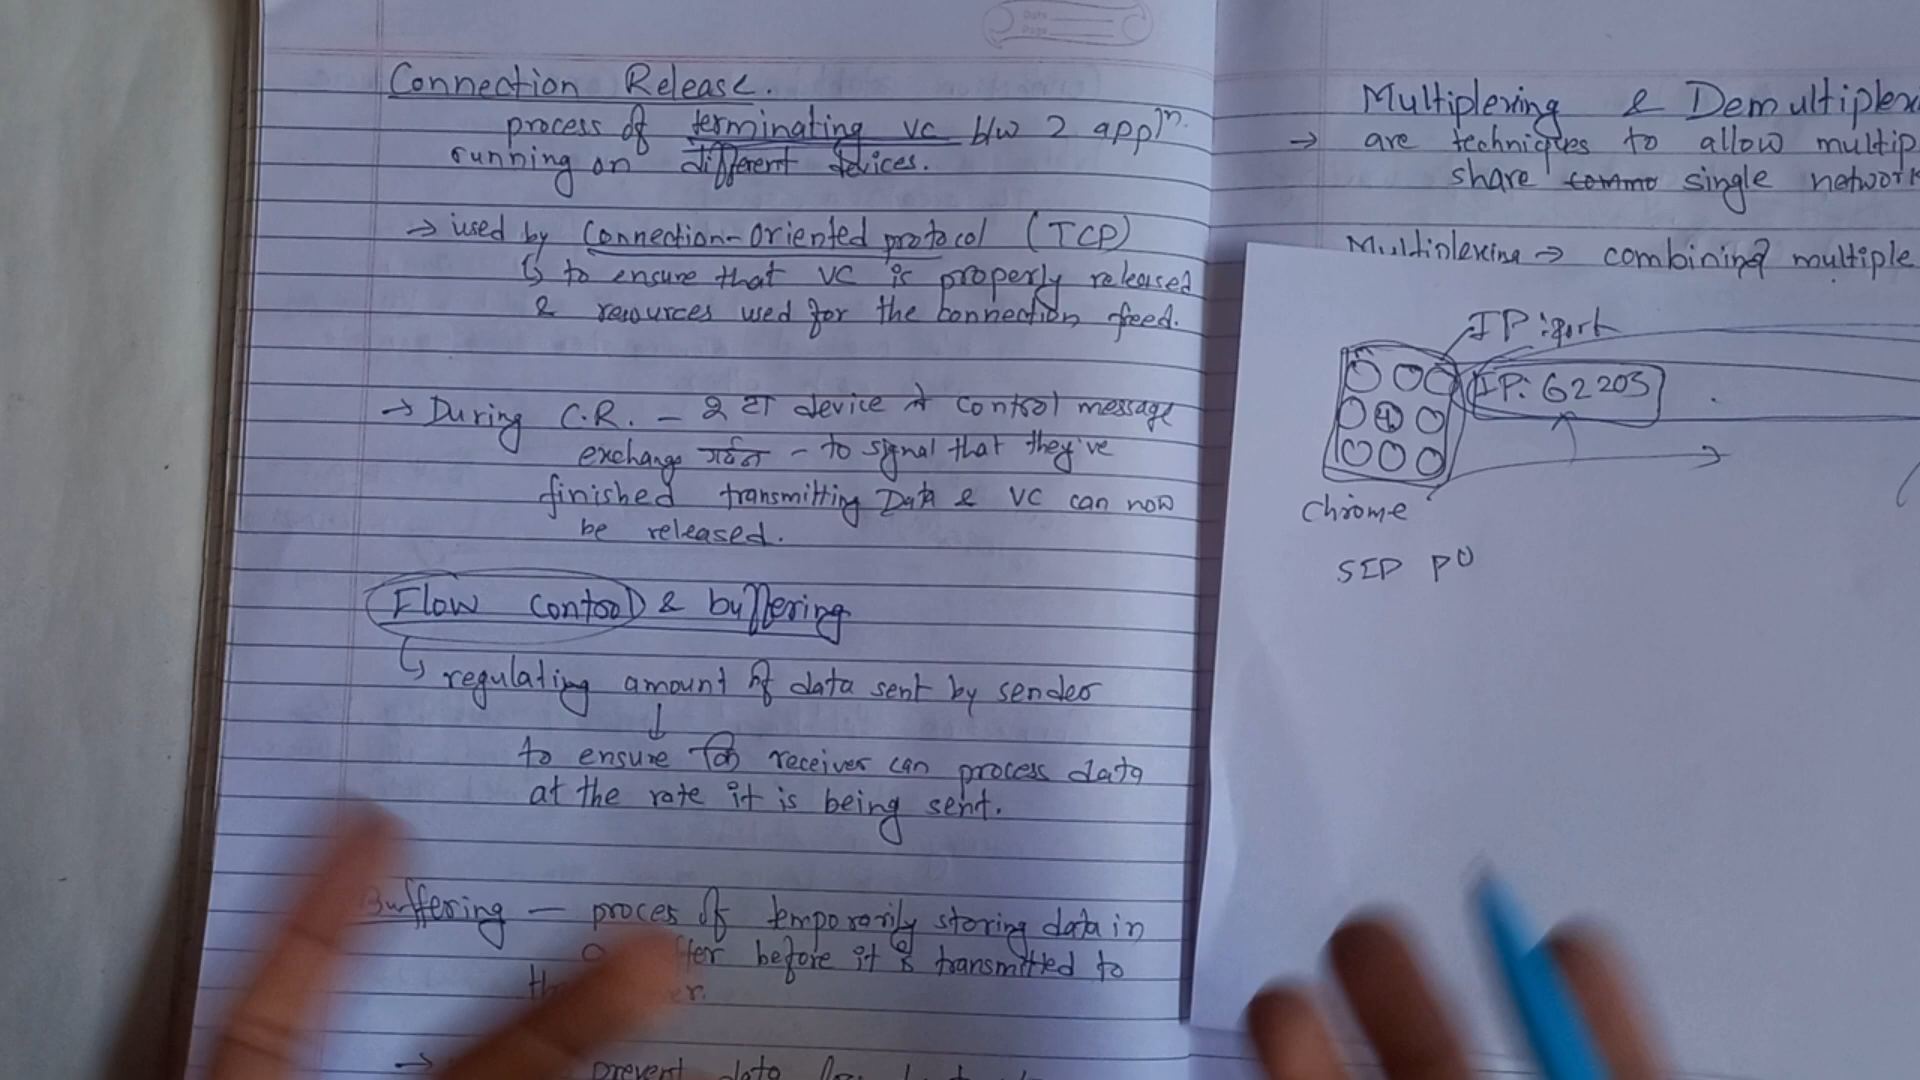 Connection Release.
process of terminating VC b/w 2 appln.
running on different devices.
→ used by Connection-Oriented protocol (TCP)
↳ to ensure that VC is properly released
& resources used for the connection freed.
→ During C.R. - device control message
exchange - to signal that they've
finished transmitting Data & VC can now
be released.
Flow Control & buffering
↳ regulating amount of data sent by sender
↓
to ensure receiver can process data
at the rate it is being sent.
Buffering — proces of temporarily storing data in
before it is transmitted to
→ prevent data
Date
Page
Multiplexing & Demultiplex
→ are techniques to allow multip
share single network
Multiplexing → combining multiple
IP:port
IP: 62203
Chrome
SIP PO